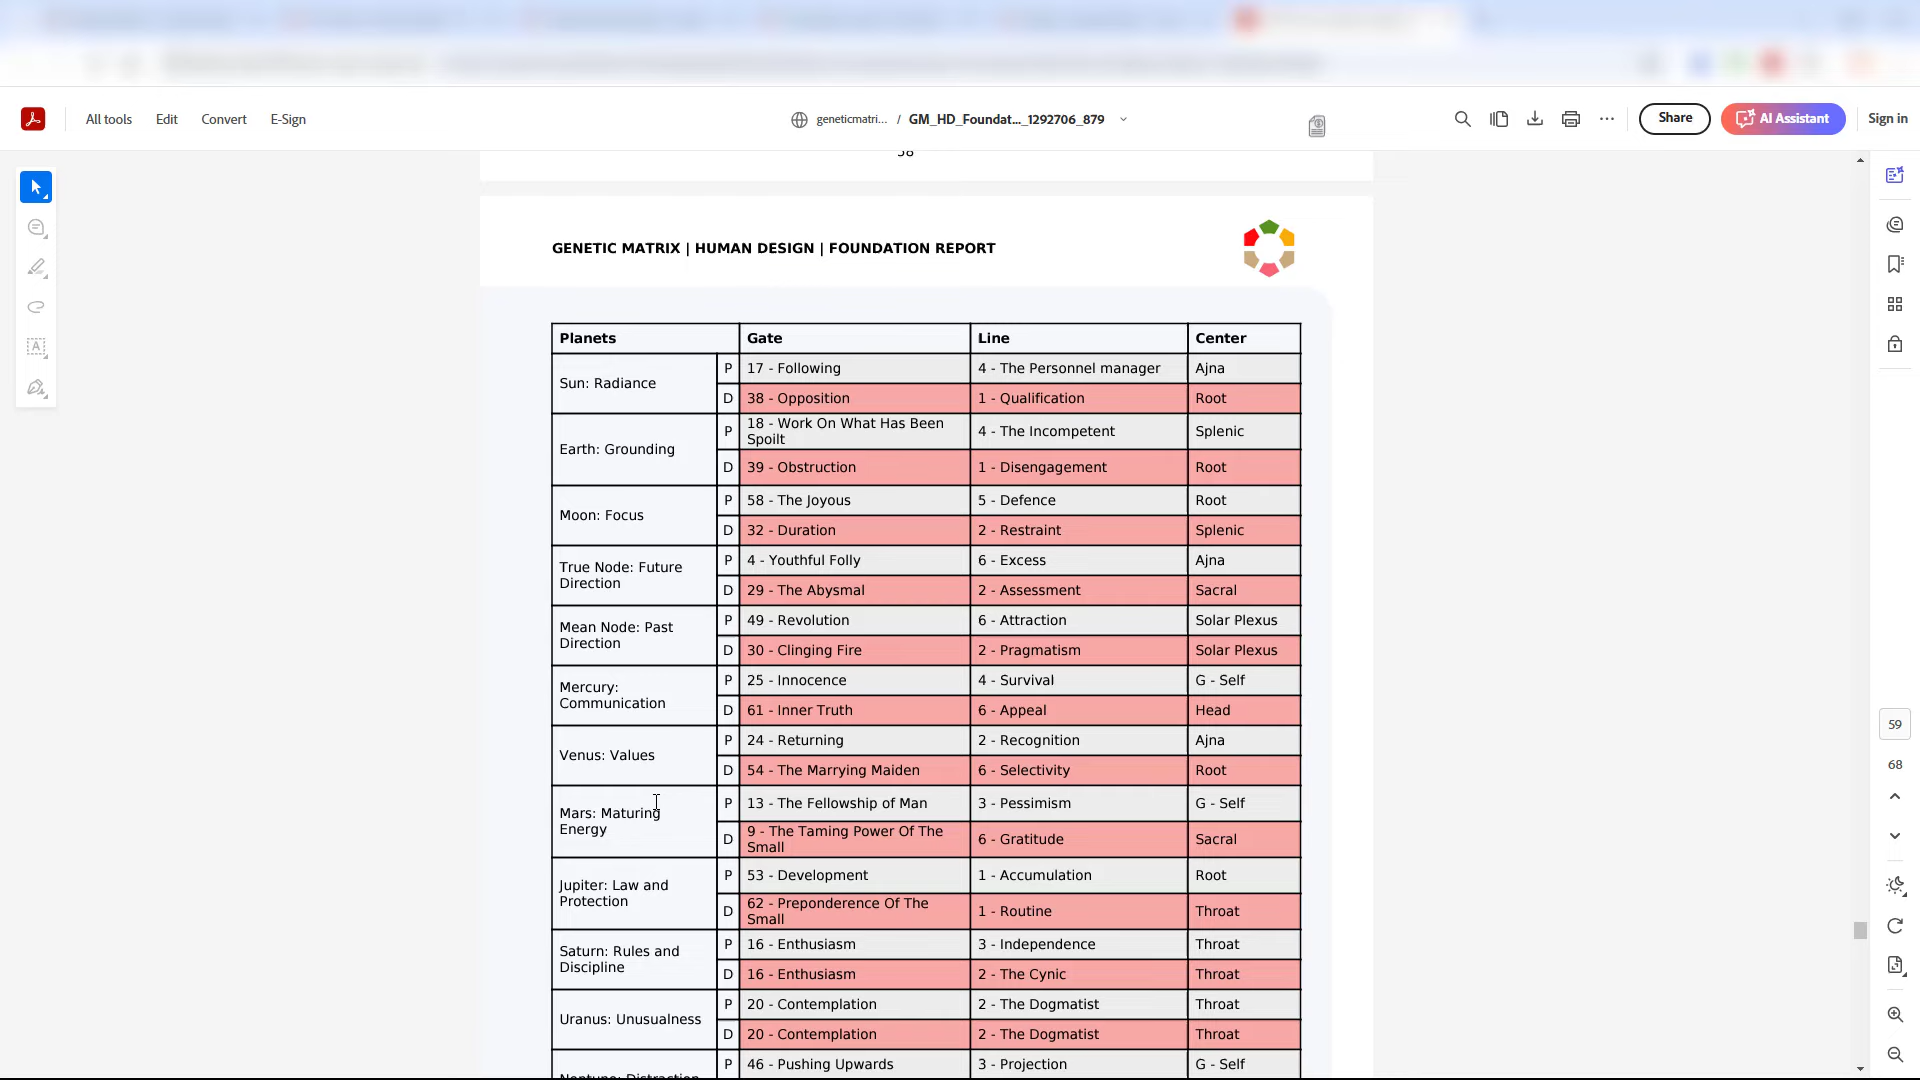 All tools Edit Convert E-Sign geneticmatri... / GM_HD_Foundat..._1292706_879 Share AI Assistant Sign in
58
GENETIC MATRIX | HUMAN DESIGN | FOUNDATION REPORT
Planets Gate Line Center
Sun: Radiance
P 17 - Following 4 - The Personnel manager Ajna
D 38 - Opposition 1 - Qualification Root
Earth: Grounding
P 18 - Work On What Has Been
Spoilt 4 - The Incompetent Splenic
D 39 - Obstruction 1 - Disengagement Root
Moon: Focus
P 58 - The Joyous 5 - Defence Root
D 32 - Duration 2 - Restraint Splenic
True Node: Future
Direction
P 4 - Youthful Folly 6 - Excess Ajna
D 29 - The Abysmal 2 - Assessment Sacral
Mean Node: Past
Direction
P 49 - Revolution 6 - Attraction Solar Plexus
D 30 - Clinging Fire 2 - Pragmatism Solar Plexus
Mercury:
Communication
P 25 - Innocence 4 - Survival G - Self
D 61 - Inner Truth 6 - Appeal Head
Venus: Values
P 24 - Returning 2 - Recognition Ajna
D 54 - The Marrying Maiden 6 - Selectivity Root
Mars: Maturing
Energy
P 13 - The Fellowship of Man 3 - Pessimism G - Self
D 9 - The Taming Power Of The
Small 6 - Gratitude Sacral
Jupiter: Law and
Protection
P 53 - Development 1 - Accumulation Root
D 62 - Preponderence Of The
Small 1 - Routine Throat
Saturn: Rules and
Discipline
P 16 - Enthusiasm 3 - Independence Throat
D 16 - Enthusiasm 2 - The Cynic Throat
Uranus: Unusualness
P 20 - Contemplation 2 - The Dogmatist Throat
D 20 - Contemplation 2 - The Dogmatist Throat
P 46 - Pushing Upwards 3 - Projection G - Self
Neptune: Distraction
59
68